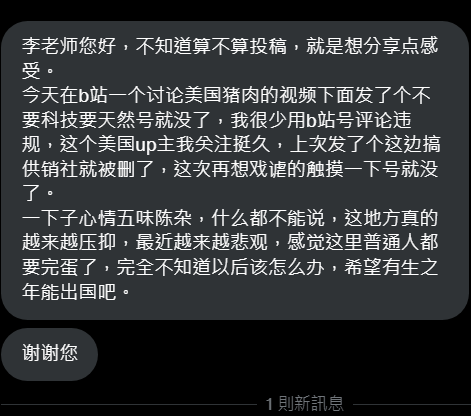 李老师您好，不知道算不算投稿，就是想分享点感
受。
今天在b站一个讨论美国猪肉的视频下面发了个不
要科技要天然号就没了，我很少用b站号评论违
规，这个美国up主我关注挺久，上次发了个这边搞
供销社就被删了，这次再想戏谑的触摸一下号就没
了。
一下子心情五味陈杂，什么都不能说，这地方真的
越来越压抑，最近越来越悲观，感觉这里普通人都
要完蛋了，完全不知道以后该怎么办，希望有生之
年能出国吧。
谢谢您
1 則新訊息